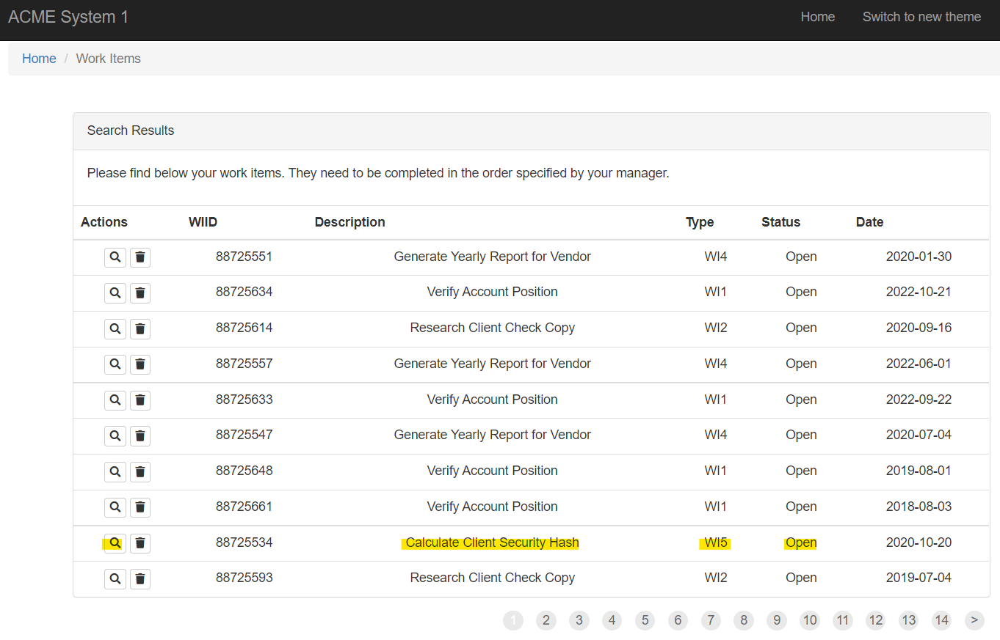 ACME System 1 Home Switch to new theme
Home / Work Items
Search Results
Please find below your work items. They need to be completed in the order specified by your manager.
Actions WIID Description Type Status Date
88725551 Generate Yearly Report for Vendor WI4 Open 2020-01-30
88725634 Verify Account Position WI1 Open 2022-10-21
88725614 Research Client Check Copy WI2 Open 2020-09-16
88725557 Generate Yearly Report for Vendor WI4 Open 2022-06-01
88725633 Verify Account Position WI1 Open 2022-09-22
88725547 Generate Yearly Report for Vendor WI4 Open 2020-07-04
88725648 Verify Account Position WI1 Open 2019-08-01
88725661 Verify Account Position WI1 Open 2018-08-03
88725534 Calculate Client Security Hash WI5 Open 2020-10-20
88725593 Research Client Check Copy WI2 Open 2019-07-04
1 2 3 4 5 6 7 8 9 10 11 12 13 14 >